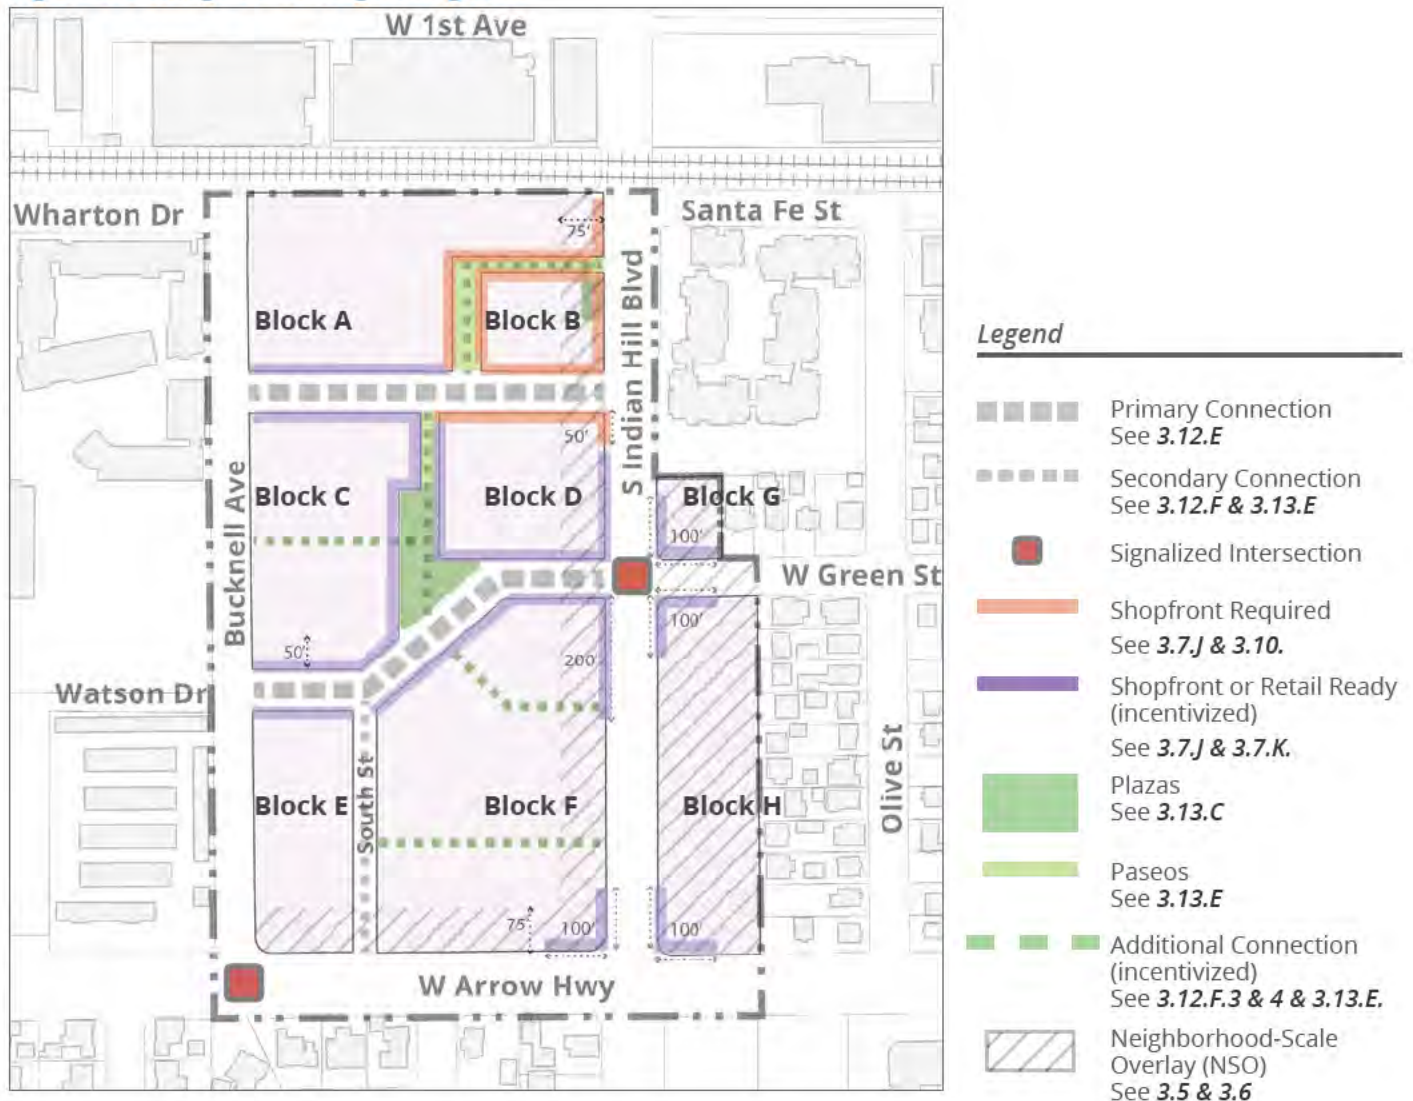 W 1st Ave
Wharton Dr
Santa Fe St
75'
S Indian Hill Blvd
Block A
Block B
50'
Bucknell Ave
Block C
Block D
Block G
100'
W Green St
100'
50'
200'
Watson Dr
South St
Olive St
Block E
Block F
Block H
75'
100'
100'
W Arrow Hwy
Legend
Primary Connection
See 3.12.E
Secondary Connection
See 3.12.F & 3.13.E
Signalized Intersection
Shopfront Required
See 3.7.J & 3.10.
Shopfront or Retail Ready
(incentivized)
See 3.7.J & 3.7.K.
Plazas
See 3.13.C
Paseos
See 3.13.E
Additional Connection
(incentivized)
See 3.12.F.3 & 4 & 3.13.E.
Neighborhood-Scale
Overlay (NSO)
See 3.5 & 3.6